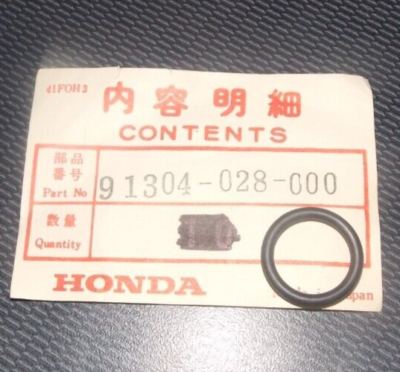 41FOH3
内容明細
CONTENTS
部品
番号
Part No
91304-028-000
数量
Quantity
HONDA
Japan